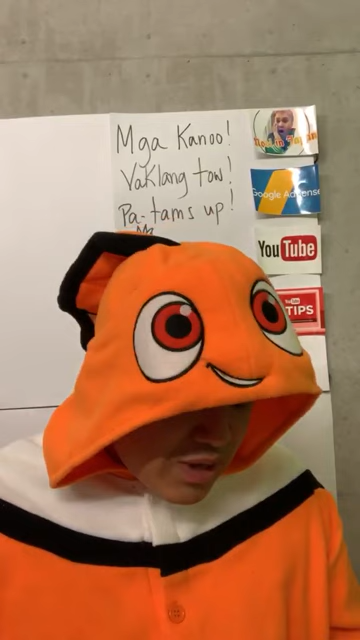 Mga Kanoo!
Vaklang tow!
Pa-tams up!
Google Adsense
YouTube
YouTube
TIPS